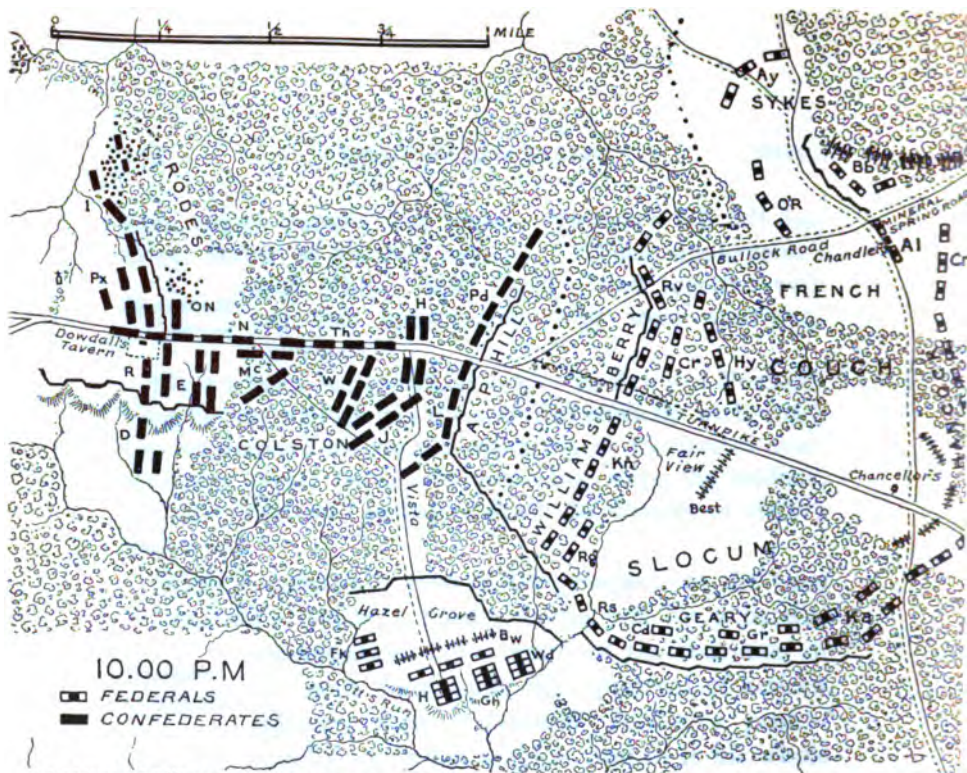 0 1/4 1/2 3/4 1 MILE
Ay
SYKES
BB
RODES
I
OR
MINERAL
SPRING ROAD
Bullock Road
Chandler's
Al
Cr
Px
ON
H
Pd
Rv
FRENCH
Dowdall's
Tavern
N
Th
A P HILL
BERRY
R
E
Mc
W
Cr
Hy
COUCH
HANCOCK
D
COLSTON
J
L
TURNPIKE
WILLIAMS
Kn
Fair
View
Chancellor's
Vista
Best
Rg
SLOCUM
Hazel Grove
Rs
GEARY
Cd
Gr
Ka
Fk
Bw
Wd
10.00 P.M
FEDERALS
H
Gh
Scott's Run
CONFEDERATES